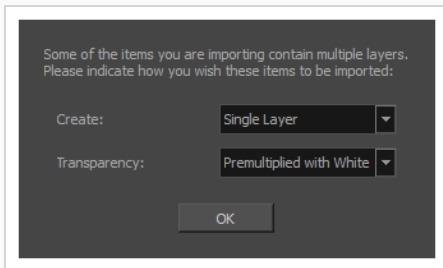 Some of the items you are importing contain multiple layers.
Please indicate how you wish these items to be imported:
Create: Single Layer
Transparency: Premultiplied with White
OK